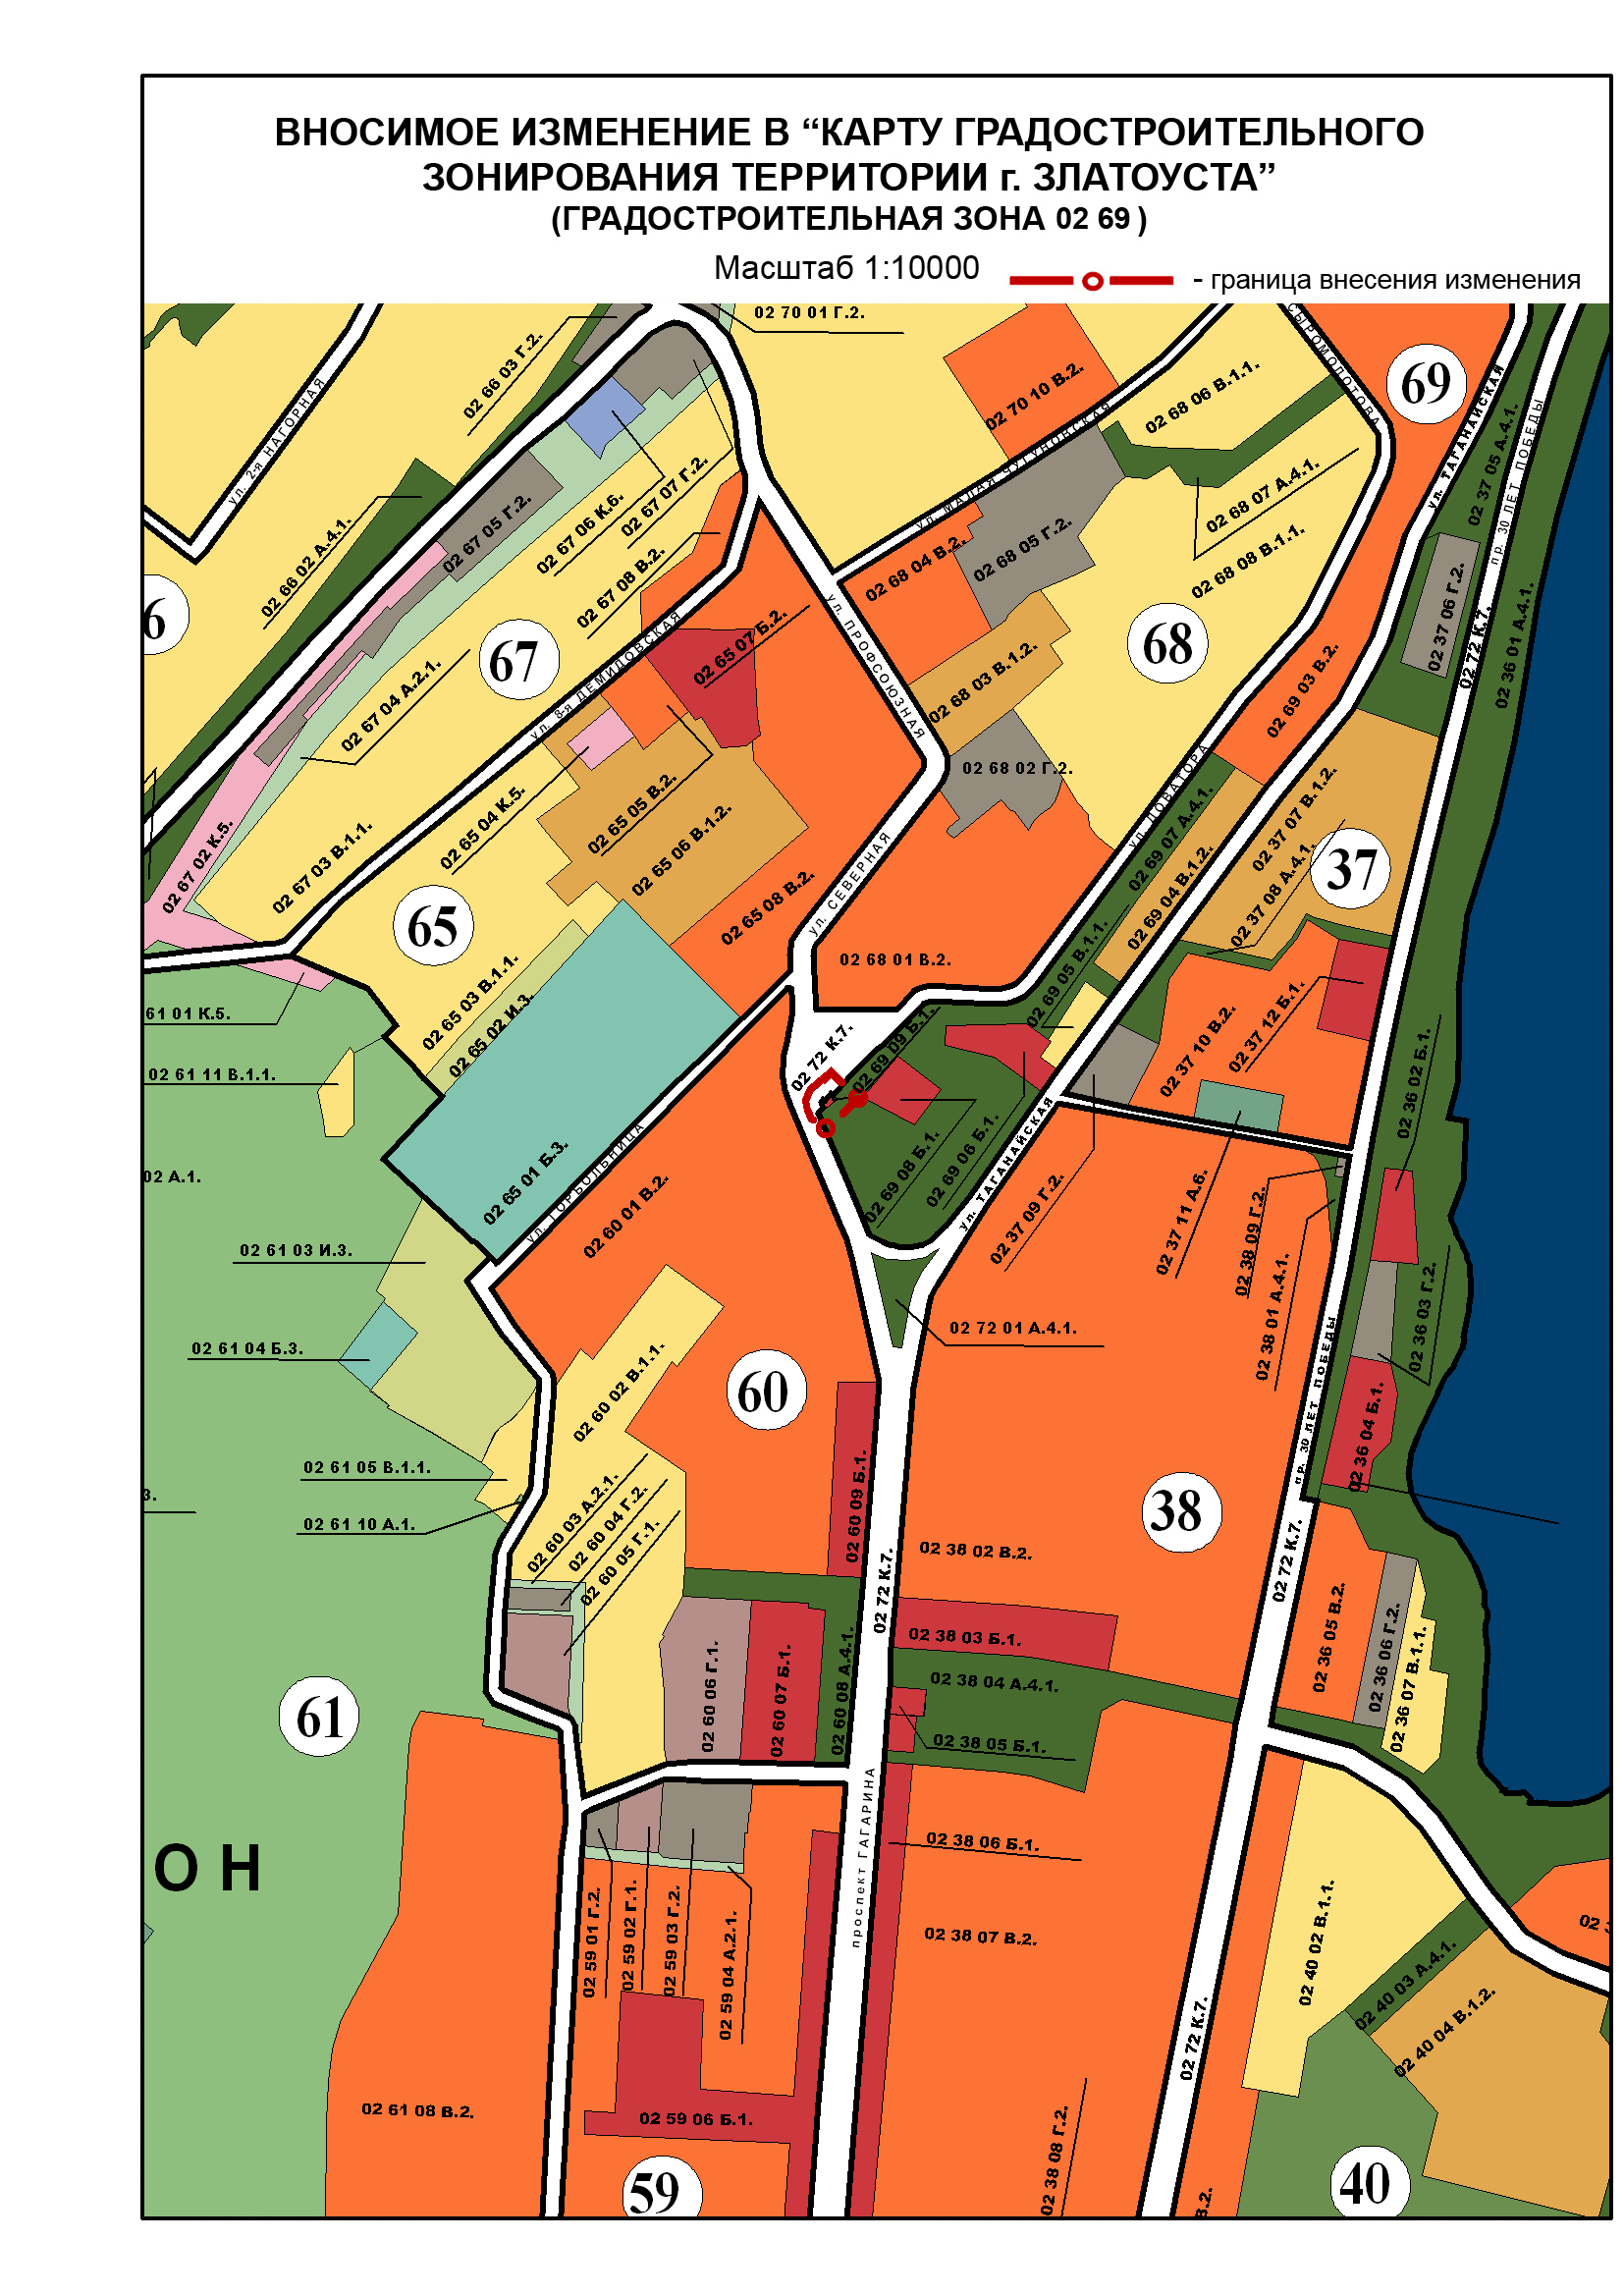 ВНОСИМОЕ ИЗМЕНЕНИЕ В “КАРТУ ГРАДОСТРОИТЕЛЬНОГО
ЗОНИРОВАНИЯ ТЕРРИТОРИИ г. ЗЛАТОУСТА”
(ГРАДОСТРОИТЕЛЬНАЯ ЗОНА 02 69 )
Масштаб 1:10000
- граница внесения изменения
02 70 01 Г.2.
02 66 03 Г.2.
ул. 2-я НАГОРНАЯ
02 70 10 В.2.
02 68 06 В.1.1.
69
ул. ТАГАНАЙСКАЯ
пр. 30 ЛЕТ ПОБЕДЫ
02 37 05 А.4.1.
ул. МАЛАЯ ЧУГУНОВСКАЯ
02 66 02 А.4.1.
02 67 05 Г.2.
02 67 06 К.6.
02 67 07 Г.2.
02 67 08 В.2.
02 68 07 А.4.1.
02 68 08 В.1.1.
02 68 05 Г.2.
02 68 04 В.2.
6
67
68
02 37 06 Г.2.
02 72 К.7.
02 36 01 А.4.1.
ул. ПРОФСОЮЗНАЯ
02 65 07 Б.2.
ул. 8-я ДЕМИДОВСКАЯ
02 67 04 А.2.1.
02 68 03 В.1.2.
02 69 03 В.2.
02 68 02 Г.2.
ул. ДОВАТОРА
02 65 04 К.5.
02 65 05 В.2.
02 65 06 В.1.2.
02 67 02 К.5.
02 67 03 В.1.1.
02 69 07 А.4.1.
02 69 04 В.1.2.
02 37 07 В.1.2.
02 37 08 А.4.1.
37
65
02 65 08 В.2.
ул. СЕВЕРНАЯ
02 68 01 В.2.
02 69 05 В.1.1.
02 65 03 В.1.1.
02 65 02 И.3.
61 01 К.5.
02 61 11 В.1.1.
02 72 К.7.
02 69 09 Б.1.
02 37 10 В.2.
02 37 12 Б.1.
02 36 02 Б.1.
02 А.1.
02 65 01 Б.3.
02 60 01 В.2.
02 69 08 Б.1.
02 69 06 Б.1.
ул. ТАГАНАЙСКАЯ
02 37 09 Г.2.
02 37 11 А.6.
02 38 09 Г.2.
02 38 01 А.4.1.
02 61 03 И.3.
02 61 04 Б.3.
02 72 01 А.4.1.
02 36 03 Г.2.
пр. 30 ЛЕТ ПОБЕДЫ
60
02 60 02 В.1.1.
02 36 04 Б.1.
02 61 05 В.1.1.
02 61 10 А.1.
3.
02 60 03 А.2.1.
02 60 04 Г.2.
02 60 05 Г.1.
02 60 09 Б.1.
38
02 38 02 В.2.
02 72 К.7.
02 72 К.7.
02 38 03 Б.1.
02 38 04 А.4.1.
02 38 05 Б.1.
02 36 05 В.2.
02 36 06 Г.2.
02 36 07 В.1.1.
61
02 60 06 Г.1.
02 60 07 Б.1.
02 60 08 А.4.1.
проспект ГАГАРИНА
02 38 06 Б.1.
02 38 07 В.2.
О Н
02 59 01 Г.2.
02 59 02 Г.1.
02 59 03 Г.2.
02 59 04 А.2.1.
02 40 02 В.1.1.
02 40 03 А.4.1.
02 40 04 В.1.2.
02 72 К.7.
02 61 08 В.2.
02 59 06 Б.1.
02 38 08 Г.2.
59
40
В.2.